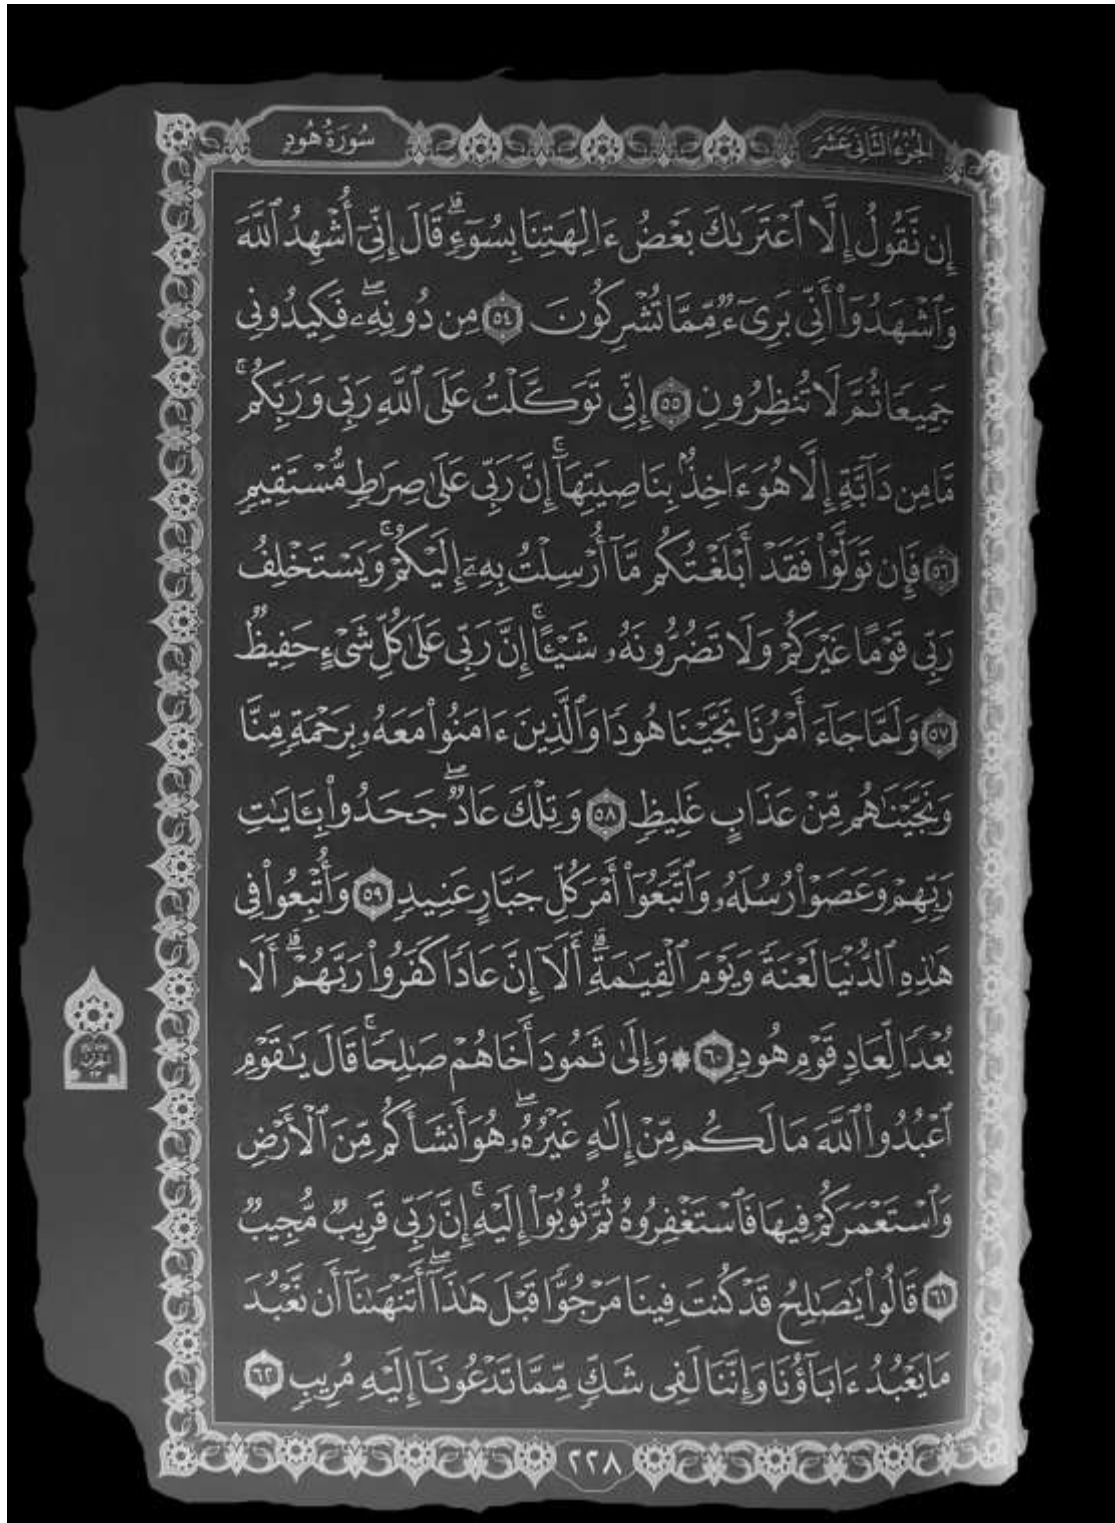 الجزء الثاني عشر
سورة هود
إِن نَّقُولُ إِلَّا ٱعْتَرَىٰكَ بَعْضُ ءَالِهَتِنَا بِسُوٓءٍۗ قَالَ إِنِّىٓ أُشْهِدُ ٱللَّهَ
وَٱشْهَدُوٓا۟ أَنِّى بَرِىٓءٌ مِّمَّا تُشْرِكُونَ ٥٤ مِن دُونِهِۦۖ فَكِيدُونِى
جَمِيعًا ثُمَّ لَا تُنظِرُونِ ٥٥ إِنِّى تَوَكَّلْتُ عَلَى ٱللَّهِ رَبِّى وَرَبِّكُمۚ
مَّا مِن دَآبَّةٍ إِلَّا هُوَ ءَاخِذٌۢ بِنَاصِيَتِهَآۚ إِنَّ رَبِّى عَلَىٰ صِرَٰطٍ مُّسْتَقِيمٍ
٥٦ فَإِن تَوَلَّوْا۟ فَقَدْ أَبْلَغْتُكُم مَّآ أُرْسِلْتُ بِهِۦٓ إِلَيْكُمْۚ وَيَسْتَخْلِفُ
رَبِّى قَوْمًا غَيْرَكُمْ وَلَا تَضُرُّونَهُۥ شَيْـًٔاۚ إِنَّ رَبِّى عَلَىٰ كُلِّ شَىْءٍ حَفِيظٌ
٥٧ وَلَمَّا جَآءَ أَمْرُنَا نَجَّيْنَا هُودًا وَٱلَّذِينَ ءَامَنُوا۟ مَعَهُۥ بِرَحْمَةٍ مِّنَّا
وَنَجَّيْنَٰهُم مِّنْ عَذَابٍ غَلِيظٍ ٥٨ وَتِلْكَ عَادٌۖ جَحَدُوا۟ بِـَٔايَٰتِ
رَبِّهِمْ وَعَصَوْا۟ رُسُلَهُۥ وَٱتَّبَعُوٓا۟ أَمْرَ كُلِّ جَبَّارٍ عَنِيدٍ ٥٩ وَأُتْبِعُوا۟ فِى
هَٰذِهِ ٱلدُّنْيَا لَعْنَةً وَيَوْمَ ٱلْقِيَٰمَةِۗ أَلَآ إِنَّ عَادًا كَفَرُوا۟ رَبَّهُمْۗ أَلَا
بُعْدًا لِّعَادٍ قَوْمِ هُودٍ ٦٠ ۞ وَإِلَىٰ ثَمُودَ أَخَاهُمْ صَٰلِحًاۚ قَالَ يَٰقَوْمِ
ٱعْبُدُوا۟ ٱللَّهَ مَا لَكُم مِّنْ إِلَٰهٍ غَيْرُهُۥۖ هُوَ أَنشَأَكُم مِّنَ ٱلْأَرْضِ
وَٱسْتَعْمَرَكُمْ فِيهَا فَٱسْتَغْفِرُوهُ ثُمَّ تُوبُوٓا۟ إِلَيْهِۚ إِنَّ رَبِّى قَرِيبٌ مُّجِيبٌ
٦١ قَالُوا۟ يَٰصَٰلِحُ قَدْ كُنتَ فِينَا مَرْجُوًّا قَبْلَ هَٰذَآۖ أَتَنْهَىٰنَآ أَن نَّعْبُدَ
مَا يَعْبُدُ ءَابَآؤُنَا وَإِنَّنَا لَفِى شَكٍّ مِّمَّا تَدْعُونَآ إِلَيْهِ مُرِيبٍ ٦٢
٢٢٨